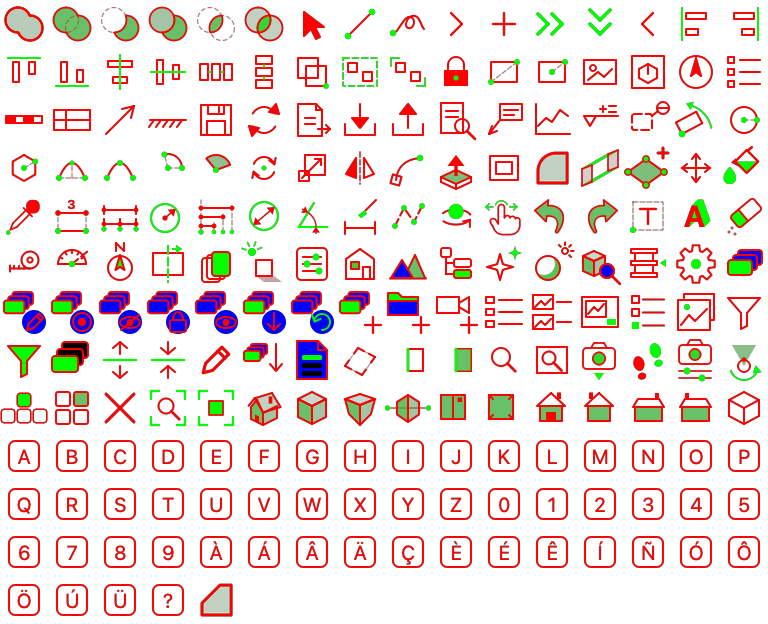 3
T A
N
A B C D E F G H I J K L M N O P
Q R S T U V W X Y Z 0 1 2 3 4 5
6 7 8 9 À Á Â Ä Ç È É Ê Í Ñ Ó Ô
Ö Ú Ü ?